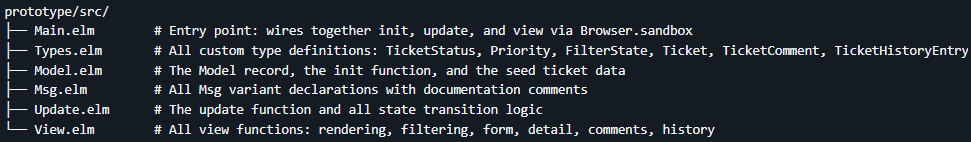 prototype/src/
├── Main.elm # Entry point: wires together init, update, and view via Browser.sandbox
├── Types.elm # All custom type definitions: TicketStatus, Priority, FilterState, Ticket, TicketComment, TicketHistoryEntry
├── Model.elm # The Model record, the init function, and the seed ticket data
├── Msg.elm # All Msg variant declarations with documentation comments
├── Update.elm # The update function and all state transition logic
└── View.elm # All view functions: rendering, filtering, form, detail, comments, history